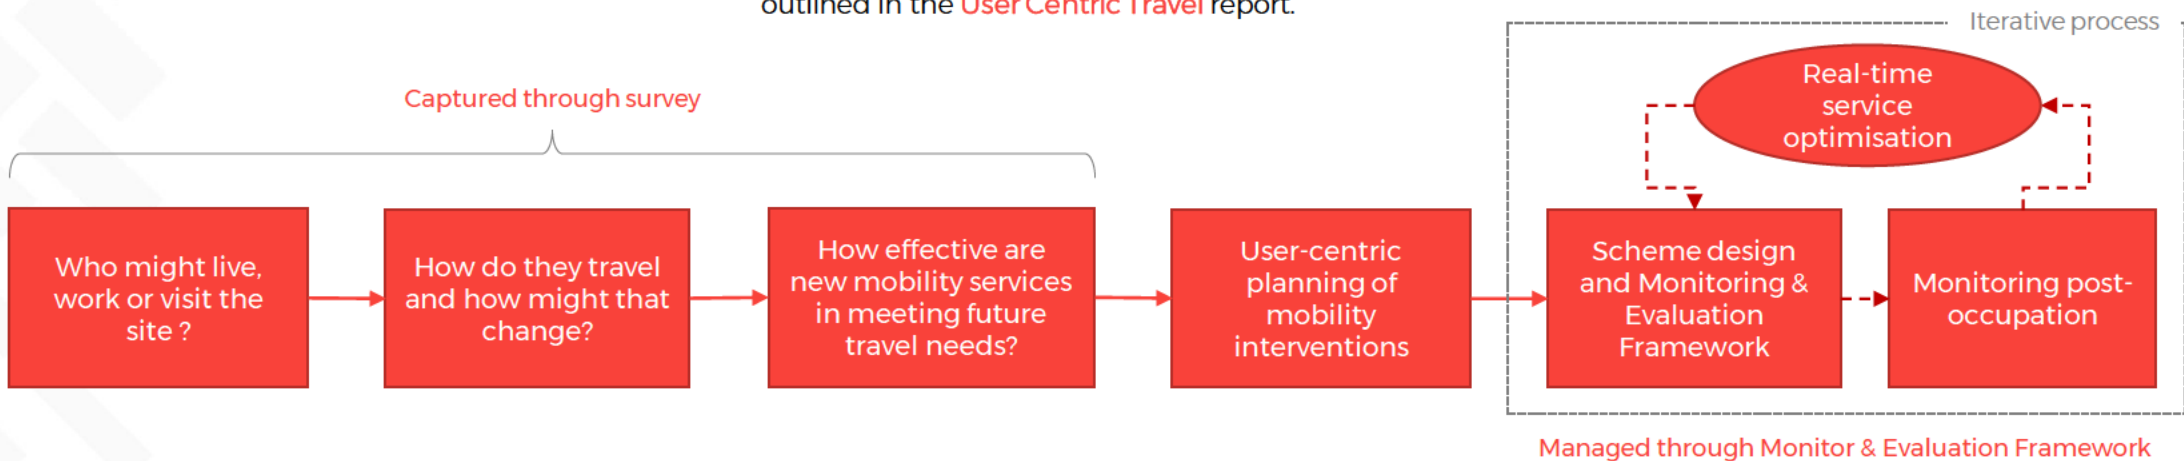 outlined in the User Centric Travel report.
Iterative process
Captured through survey
Real-time
service
optimisation
Who might live,
work or visit the
site ?
How do they travel
and how might that
change?
How effective are
new mobility services
in meeting future
travel needs?
User-centric
planning of
mobility
interventions
Scheme design
and Monitoring &
Evaluation
Framework
Monitoring post-
occupation
Managed through Monitor & Evaluation Framework